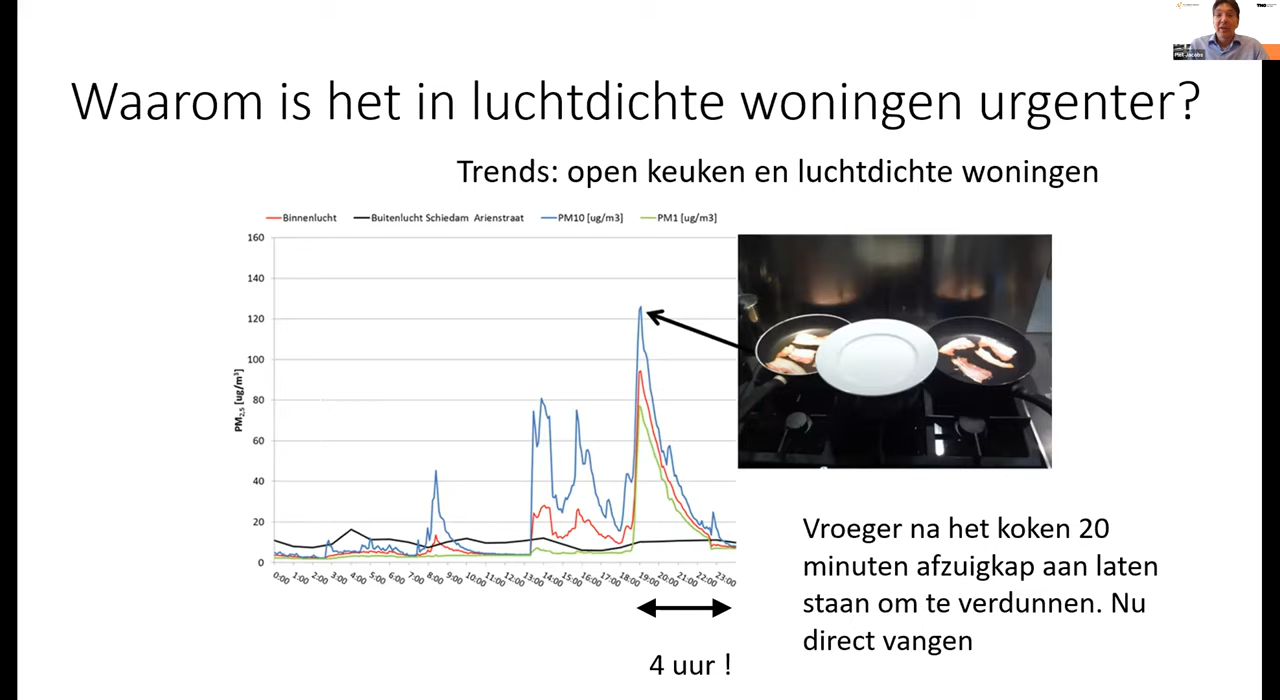 TNO
Piet Jacobs
Waarom is het in luchtdichte woningen urgenter?
Trends: open keuken en luchtdichte woningen
Binnenlucht
Buitenlucht Schiedam Arienstraat
PM10 [ug/m3]
PM1 [ug/m3]
160
140
120
100
80
60
40
20
0
PM2,5 [ug/m³]
0:00
1:00
2:00
3:00
4:00
5:00
6:00
7:00
8:00
9:00
10:00
11:00
12:00
13:00
14:00
15:00
16:00
17:00
18:00
19:00
20:00
21:00
22:00
23:00
4 uur !
Vroeger na het koken 20
minuten afzuigkap aan laten
staan om te verdunnen. Nu
direct vangen